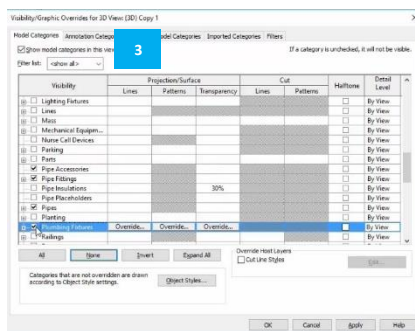 Visibility/Graphic Overrides for 3D View: {3D} Copy 1
Model Categories Annotation Categ 3 del Categories Imported Categories Filters
Show model categories in this view If a category is unchecked, it will not be visible.
Filter list: <show all>
Visibility Projection/Surface Cut Halftone Detail Level
Lines Patterns Transparency Lines Patterns
Lighting Fixtures By View
Lines By View
Mass By View
Mechanical Equipm... By View
Nurse Call Devices By View
Parking By View
Parts By View
Pipe Accessories By View
Pipe Fittings By View
Pipe Insulations 30% By View
Pipe Placeholders By View
Pipes By View
Planting By View
Plumbing Fixtures Override... Override... Override... By View
Railings By View
All None Invert Expand All
Override Host Layers
Cut Line Styles
Edit...
Categories that are not overridden are drawn
according to Object Style settings.
Object Styles...
OK Cancel Apply Help